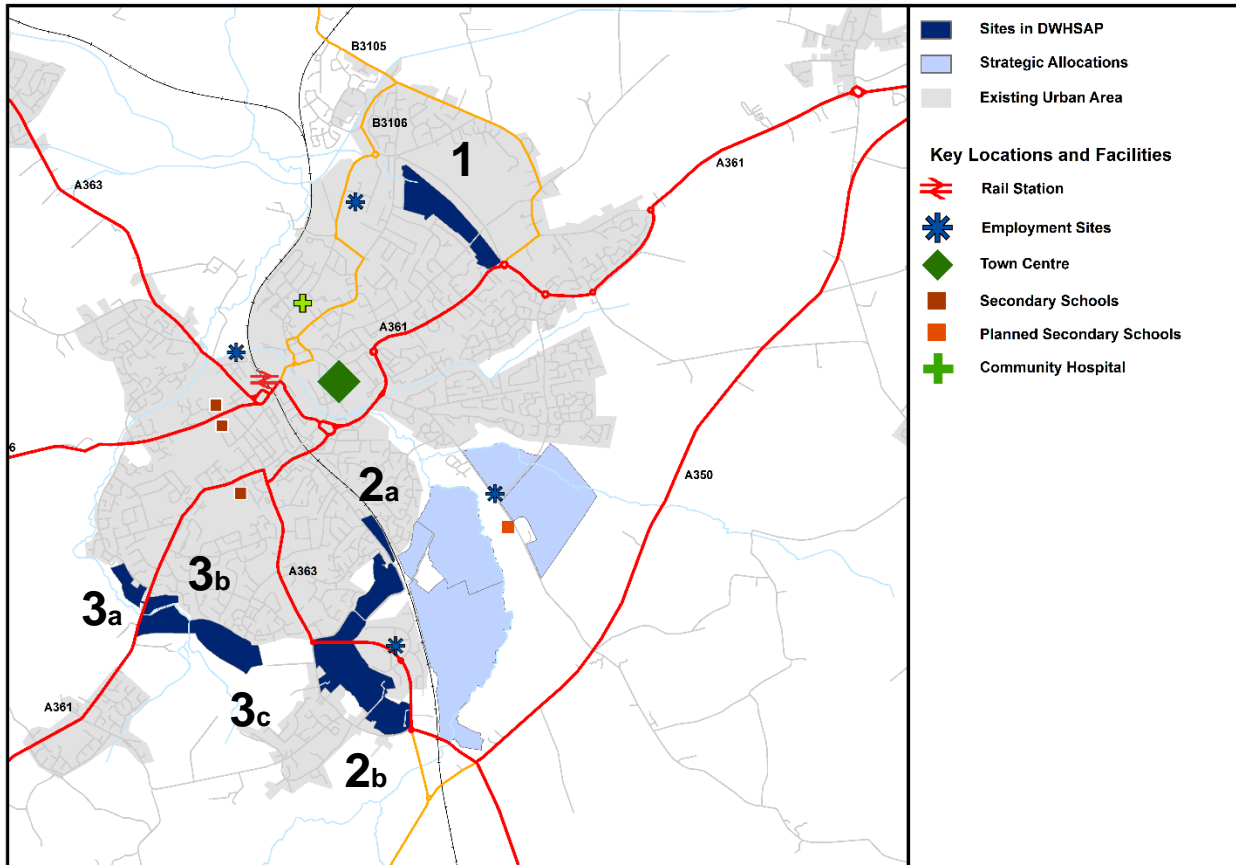 B3105
B3106
1
A363
A361
A361
6
2a
A350
3b
A363
3a
3c
A361
2b
Sites in DWHSAP
Strategic Allocations
Existing Urban Area
Key Locations and Facilities
Rail Station
Employment Sites
Town Centre
Secondary Schools
Planned Secondary Schools
Community Hospital